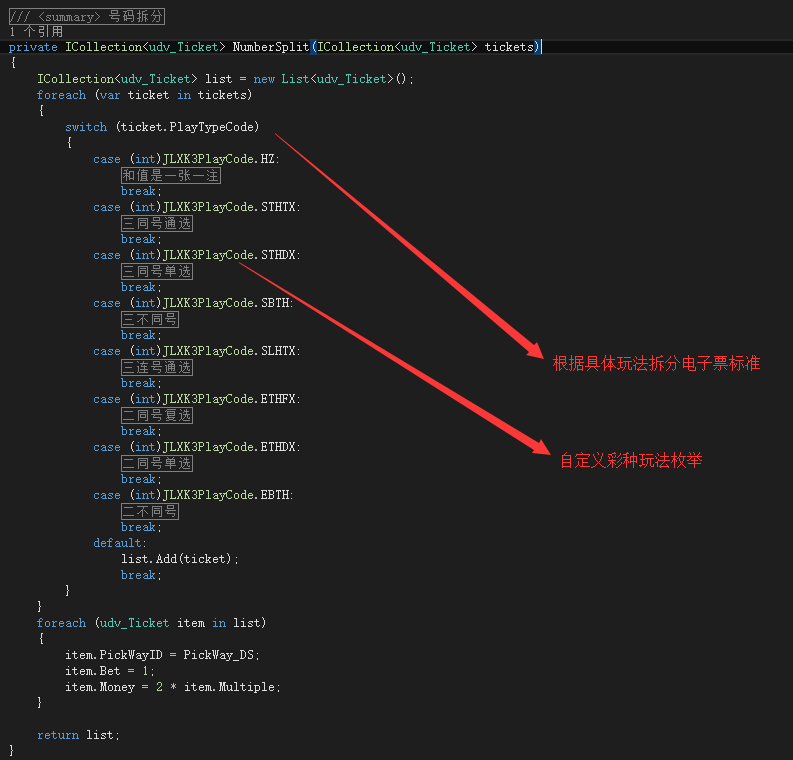 /// <summary> 号码拆分
1 个引用
private ICollection<udv_Ticket> NumberSplit(ICollection<udv_Ticket> tickets)
{
ICollection<udv_Ticket> list = new List<udv_Ticket>();
foreach (var ticket in tickets)
{
switch (ticket.PlayTypeCode)
{
case (int)JLXK3PlayCode.HZ:
和值是一张一注
break;
case (int)JLXK3PlayCode.STHTX:
三同号通选
break;
case (int)JLXK3PlayCode.STHDX:
三同号单选
break;
case (int)JLXK3PlayCode.SBTH:
三不同号
break;
case (int)JLXK3PlayCode.SLHTX:
三连号通选
break;
case (int)JLXK3PlayCode.ETHFX:
二同号复选
break;
case (int)JLXK3PlayCode.ETHDX:
二同号单选
break;
case (int)JLXK3PlayCode.EBTH:
二不同号
break;
default:
list.Add(ticket);
break;
}
}
foreach (udv_Ticket item in list)
{
item.PickWayID = PickWay_DS;
item.Bet = 1;
item.Money = 2 * item.Multiple;
}
return list;
}
根据具体玩法拆分电子票标准
自定义彩种玩法枚举